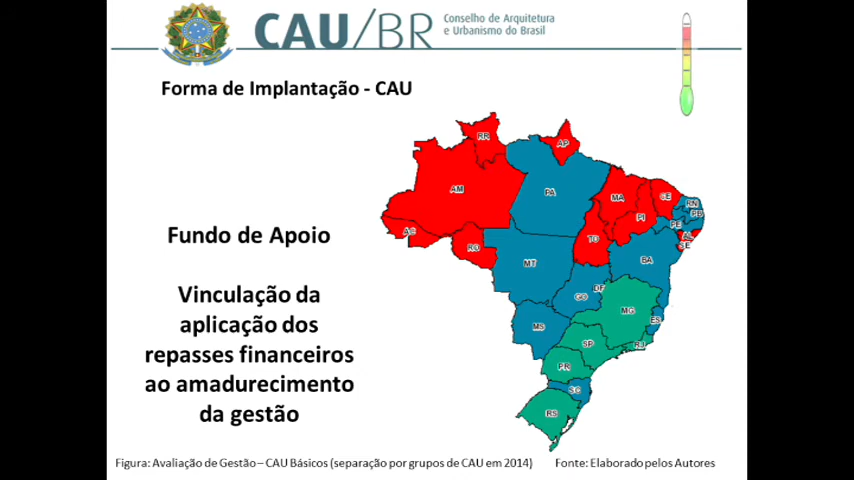 CAU/BR
Conselho de Arquitetura
e Urbanismo do Brasil
Forma de Implantação - CAU
Fundo de Apoio
Vinculação da
aplicação dos
repasses financeiros
ao amadurecimento
da gestão
RR
AP
AM
PA
MA
CE
RN
PB
PI
PE
AC
RO
TO
AL
SE
MT
BA
DF
GO
MG
MS
ES
SP
RJ
PR
SC
RS
Figura: Avaliação de Gestão – CAU Básicos (separação por grupos de CAU em 2014) Fonte: Elaborado pelos Autores